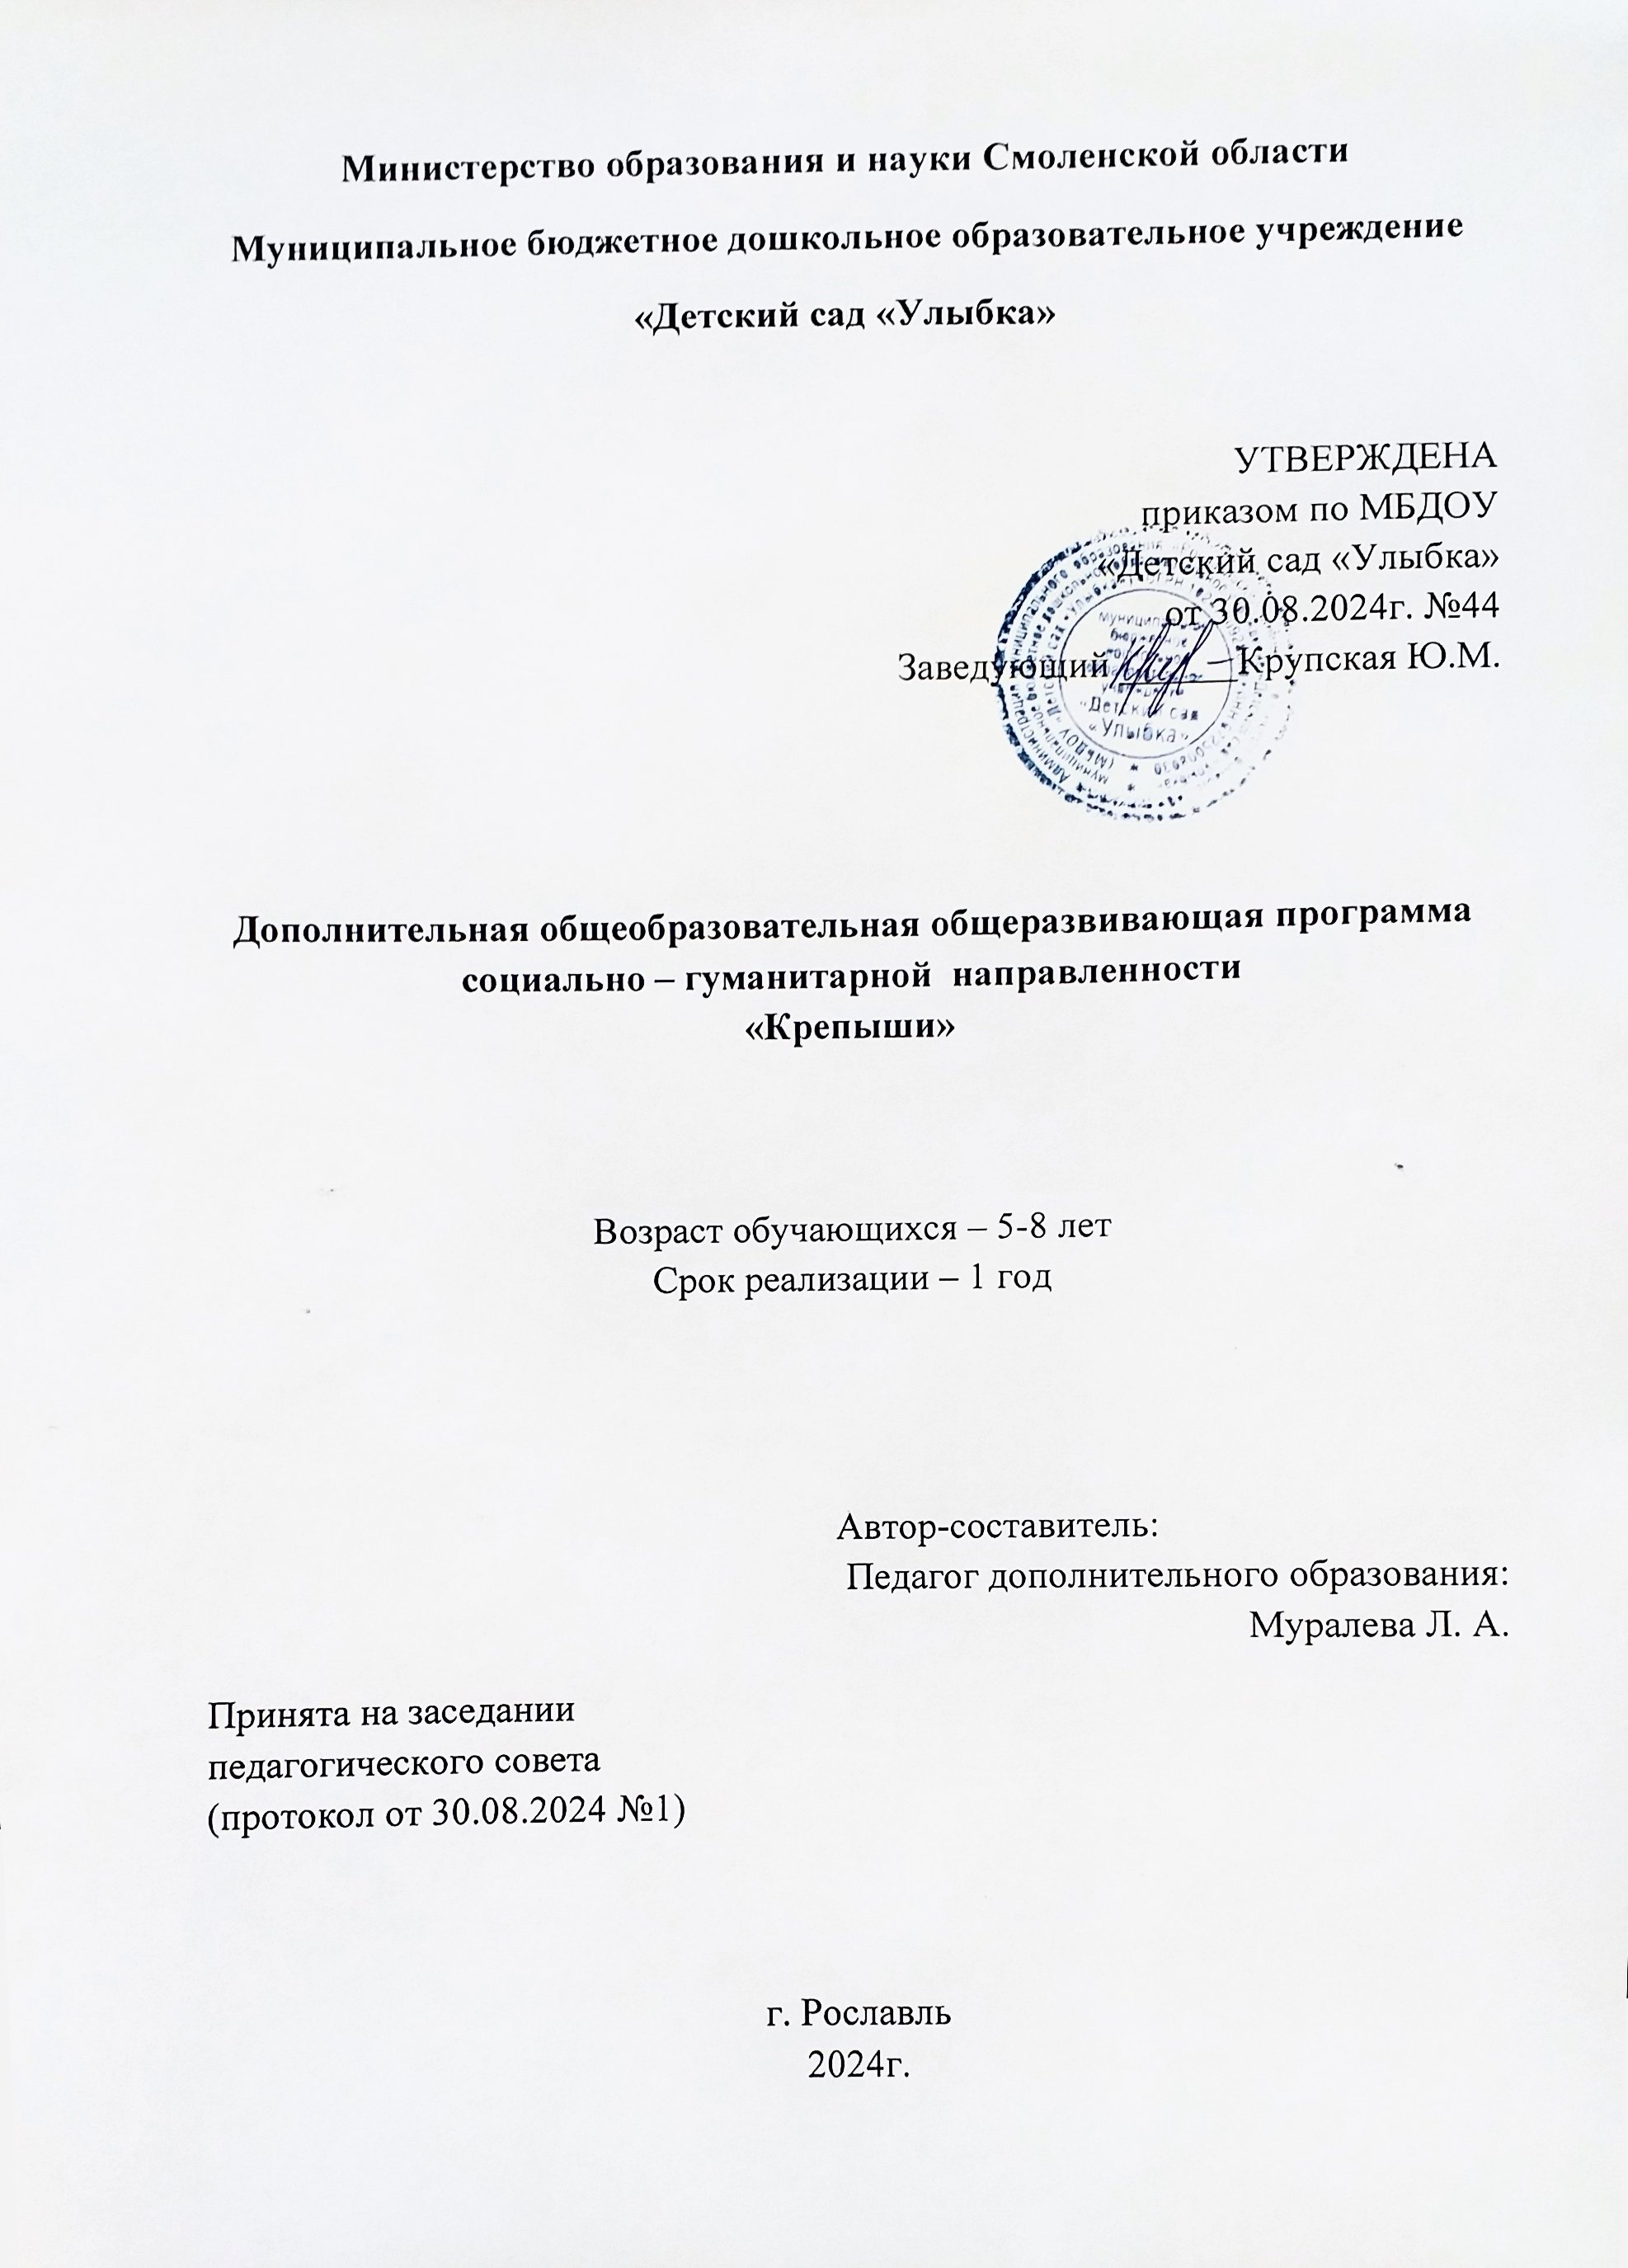 Министерство образования и науки Смоленской области
Муниципальное бюджетное дошкольное образовательное учреждение
«Детский сад «Улыбка»
УТВЕРЖДЕНА
приказом по МБДОУ
«Детский сад «Улыбка»
от 30.08.2024г. №44
Заведующий Крупская Ю.М.
«Детский сад
«Улыбка»
Дополнительная общеобразовательная общеразвивающая программа
социально – гуманитарной направленности
«Крепыши»
Возраст обучающихся – 5-8 лет
Срок реализации – 1 год
Автор-составитель:
Педагог дополнительного образования:
Муралева Л. А.
Принята на заседании
педагогического совета
(протокол от 30.08.2024 №1)
г. Рославль
2024г.